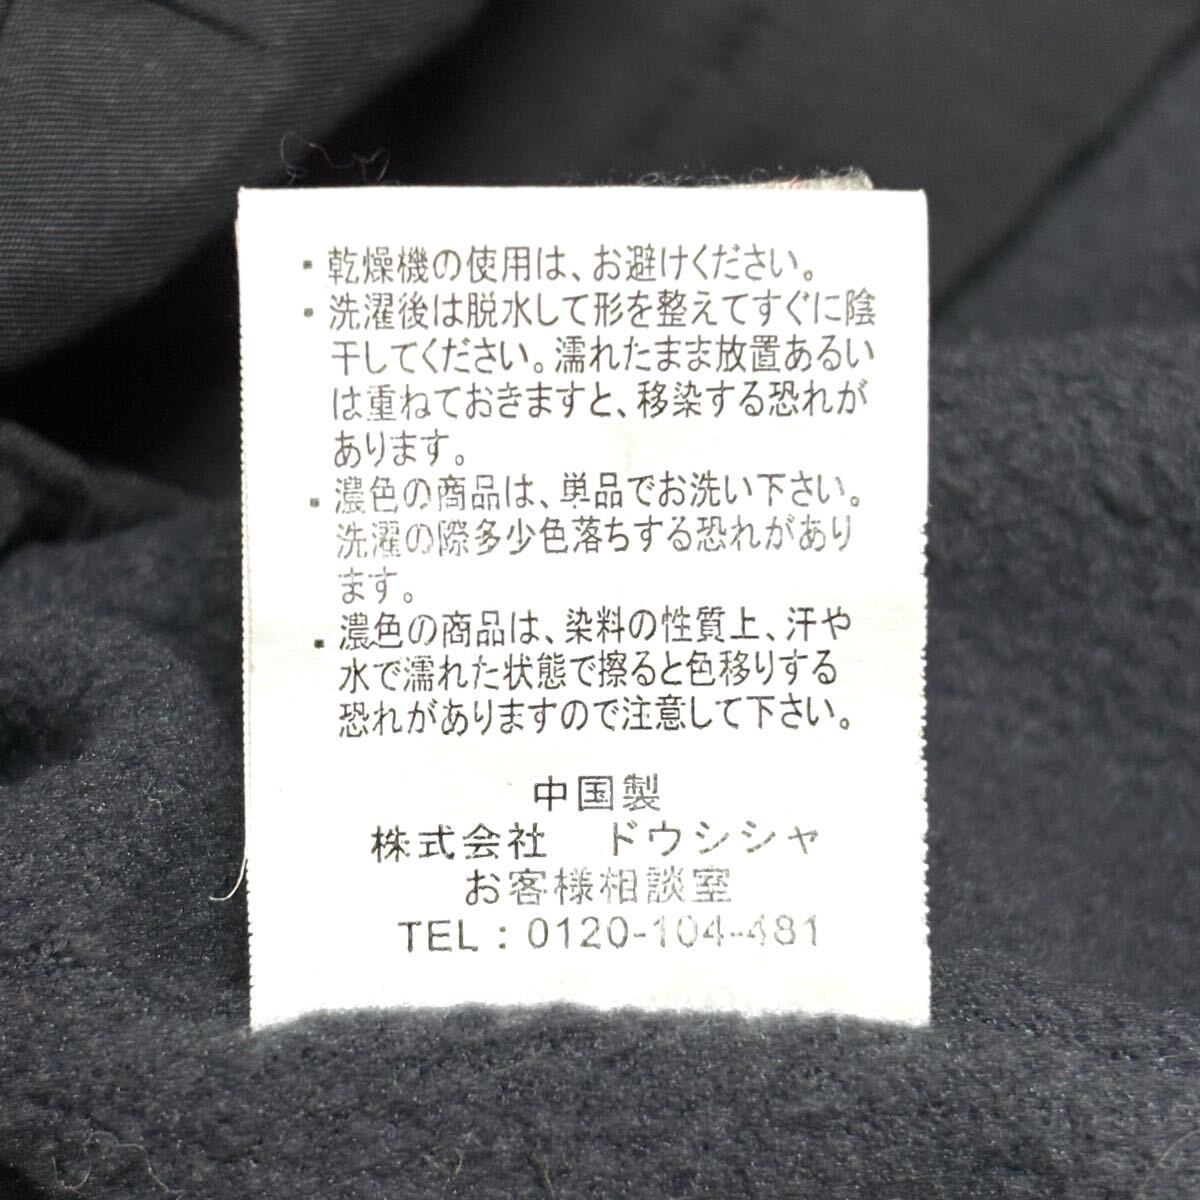 ・乾燥機の使用は、お避けください。
・洗濯後は脱水して形を整えてすぐに陰
干してください。濡れたまま放置あるい
は重ねておきますと、移染する恐れが
あります。
・濃色の商品は、単品でお洗い下さい。
洗濯の際多少色落ちする恐れがあり
ます。
・濃色の商品は、染料の性質上、汗や
水で濡れた状態で擦ると色移りする
恐れがありますので注意して下さい。
中国製
株式会社　ドウシシャ
お客様相談室
TEL：0120-104-481